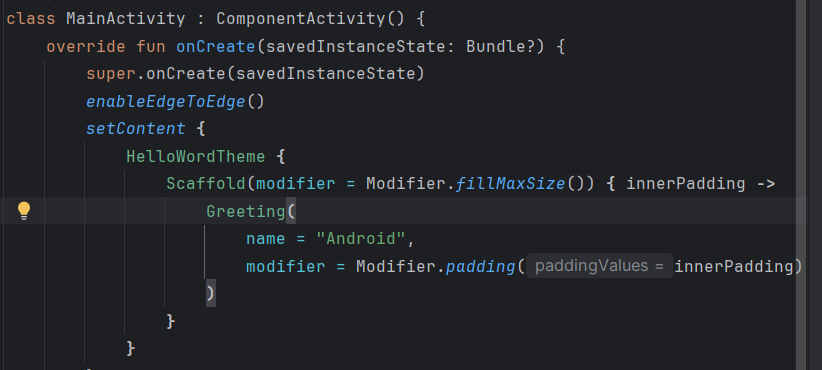 class MainActivity : ComponentActivity() {
override fun onCreate(savedInstanceState: Bundle?) {
super.onCreate(savedInstanceState)
enableEdgeToEdge()
setContent {
HelloWordTheme {
Scaffold(modifier = Modifier.fillMaxSize()) { innerPadding ->
Greeting(
name = "Android",
modifier = Modifier.padding( paddingValues = innerPadding)
)
}
}